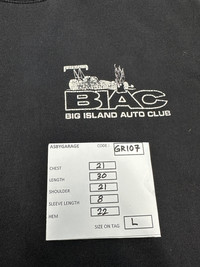 BIAC
BIG ISLAND AUTO CLUB
ASBYGARAGE CODE : GR107
CHEST 21
LENGTH 30
SHOULDER 21
SLEEVE LENGTH 8
HEM 22
SIZE ON TAG L